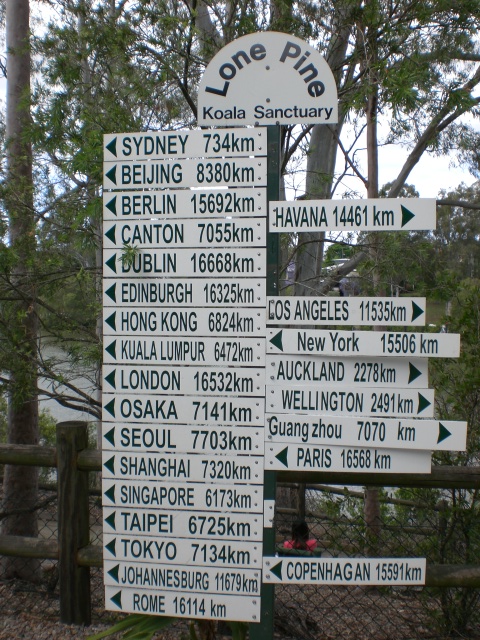 Lone Pine
Koala Sanctuary
SYDNEY 734km
BEIJING 8380km
BERLIN 15692km
CANTON 7055km
DUBLIN 16668km
EDINBURGH 16325km
HONG KONG 6824km
KUALA LUMPUR 6472km
LONDON 16532km
OSAKA 7141km
SEOUL 7703km
SHANGHAI 7320km
SINGAPORE 6173km
TAIPEI 6725km
TOKYO 7134km
JOHANNESBURG 11679km
ROME 16114 km
HAVANA 14461 km
LOS ANGELES 11535km
New York 15506 km
AUCKLAND 2278km
WELLINGTON 2491km
Guangzhou 7070 km
PARIS 16568 km
COPENHAGAN 15591km